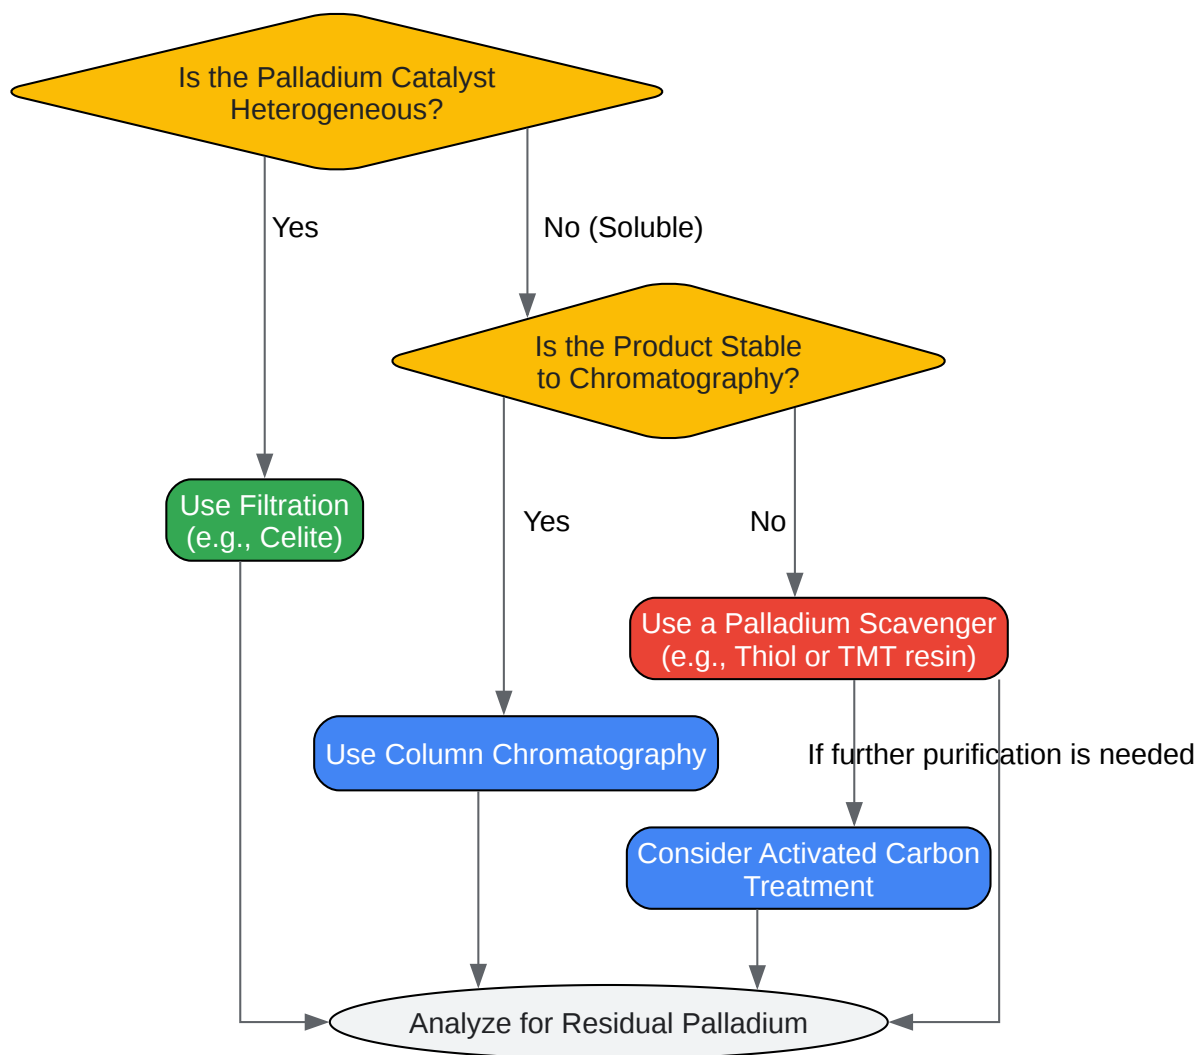 Is the Palladium Catalyst
Heterogeneous?
Yes
No (Soluble)
Is the Product Stable
to Chromatography?
Use Filtration
(e.g., Celite)
Yes
No
Use a Palladium Scavenger
(e.g., Thiol or TMT resin)
Use Column Chromatography
If further purification is needed
Consider Activated Carbon
Treatment
Analyze for Residual Palladium